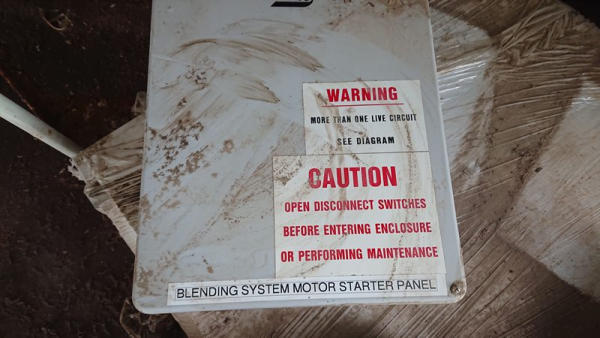 WARNING
MORE THAN ONE LIVE CIRCUIT
SEE DIAGRAM
CAUTION
OPEN DISCONNECT SWITCHES
BEFORE ENTERING ENCLOSURE
OR PERFORMING MAINTENANCE
BLENDING SYSTEM MOTOR STARTER PANEL